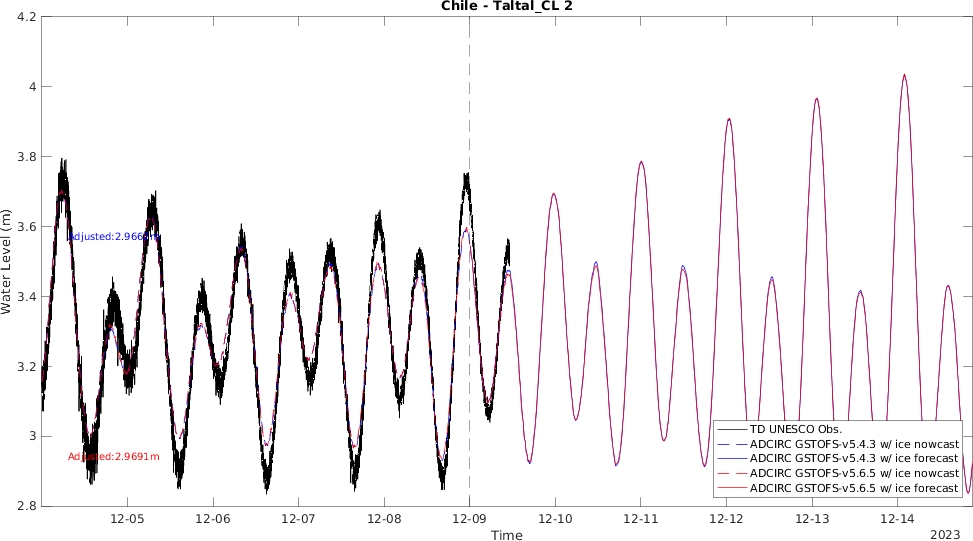 Chile - Taltal_CL 2
4.2
4
3.8
3.6
3.4
3.2
3
2.8
Water Level (m)
Adjusted:2.966
Adjusted:2.9691m
TD UNESCO Obs.
ADCIRC GSTOFS-v5.4.3 w/ ice nowcast
ADCIRC GSTOFS-v5.4.3 w/ ice forecast
ADCIRC GSTOFS-v5.6.5 w/ ice nowcast
ADCIRC GSTOFS-v5.6.5 w/ ice forecast
12-05 12-06 12-07 12-08 12-09 12-10 12-11 12-12 12-13 12-14
Time
2023